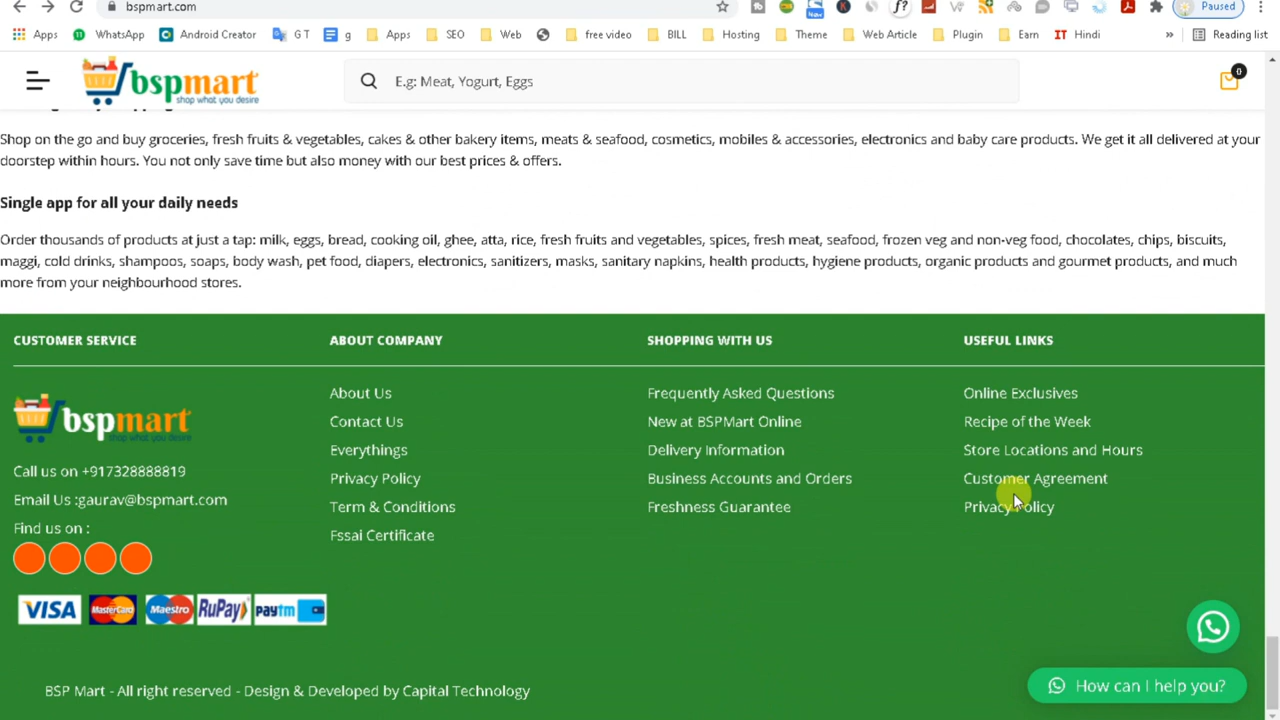 bspmart.com
Paused
Apps
WhatsApp
Android Creator
G T
g
Apps
SEO
Web
free video
BILL
Hosting
Theme
Web Article
Plugin
Earn
IT Hindi
»
Reading list
bspmart
shop what you desire
E.g: Meat, Yogurt, Eggs
0
Shop on the go and buy groceries, fresh fruits & vegetables, cakes & other bakery items, meats & seafood, cosmetics, mobiles & accessories, electronics and baby care products. We get it all delivered at your
doorstep within hours. You not only save time but also money with our best prices & offers.
Single app for all your daily needs
Order thousands of products at just a tap: milk, eggs, bread, cooking oil, ghee, atta, rice, fresh fruits and vegetables, spices, fresh meat, seafood, frozen veg and non-veg food, chocolates, chips, biscuits,
maggi, cold drinks, shampoos, soaps, body wash, pet food, diapers, electronics, sanitizers, masks, sanitary napkins, health products, hygiene products, organic products and gourmet products, and much
more from your neighbourhood stores.
CUSTOMER SERVICE
bspmart
shop what you desire
Call us on +917328888819
Email Us :gaurav@bspmart.com
Find us on :
VISA MasterCard Maestro RuPay paytm
ABOUT COMPANY
About Us
Contact Us
Everythings
Privacy Policy
Term & Conditions
Fssai Certificate
SHOPPING WITH US
Frequently Asked Questions
New at BSPMart Online
Delivery Information
Business Accounts and Orders
Freshness Guarantee
USEFUL LINKS
Online Exclusives
Recipe of the Week
Store Locations and Hours
Customer Agreement
Privacy Policy
How can I help you?
BSP Mart - All right reserved - Design & Developed by Capital Technology